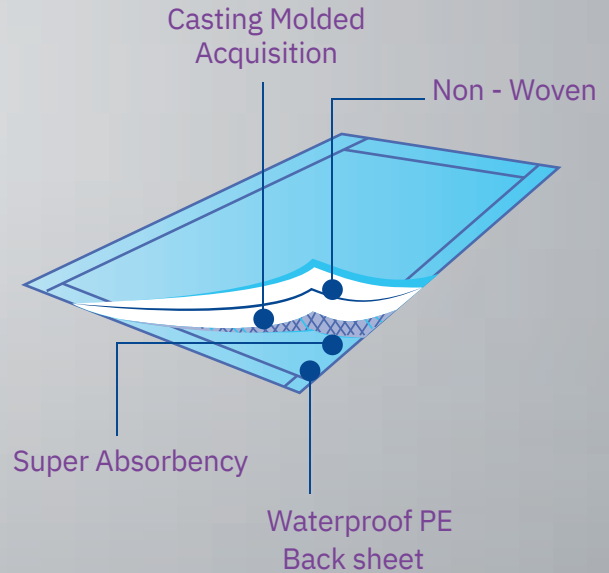 Casting Molded
Acquisition
Non - Woven
Super Absorbency
Waterproof PE
Back sheet